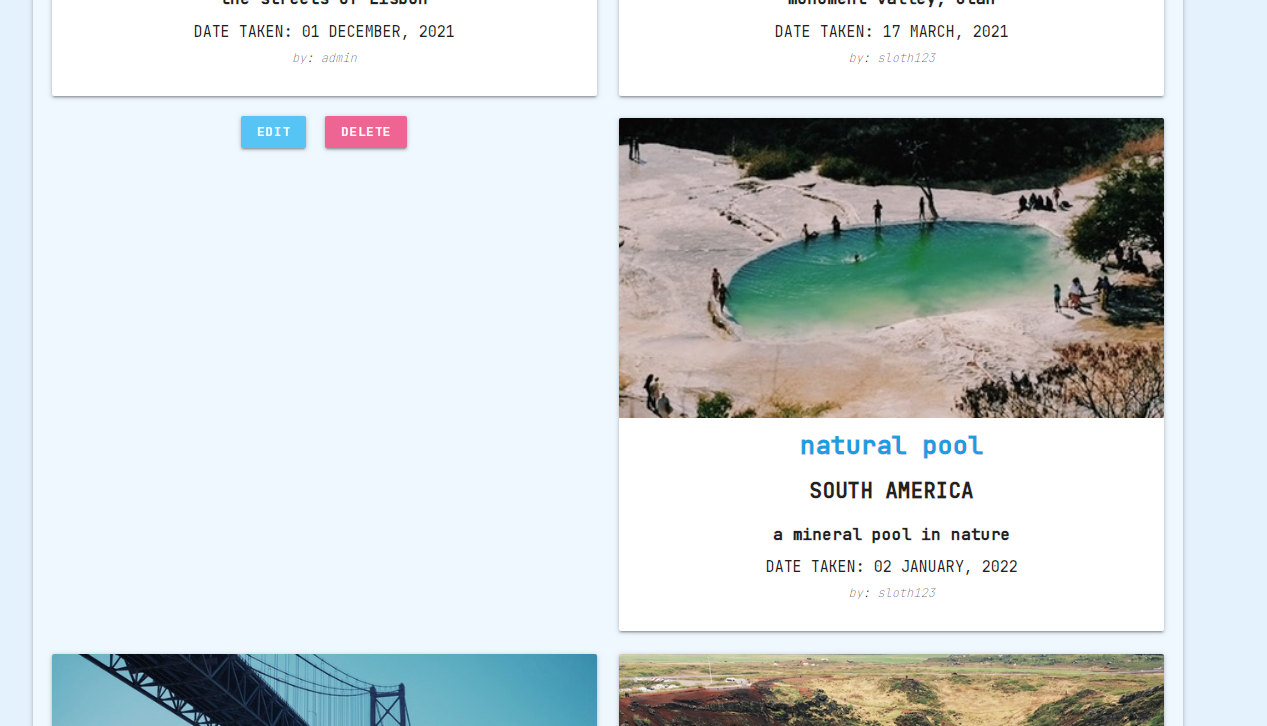 the streets of Lisbon
DATE TAKEN: 01 DECEMBER, 2021
by: admin
monument valley, utah
DATE TAKEN: 17 MARCH, 2021
by: sloth123
EDIT DELETE
natural pool
SOUTH AMERICA
a mineral pool in nature
DATE TAKEN: 02 JANUARY, 2022
by: sloth123